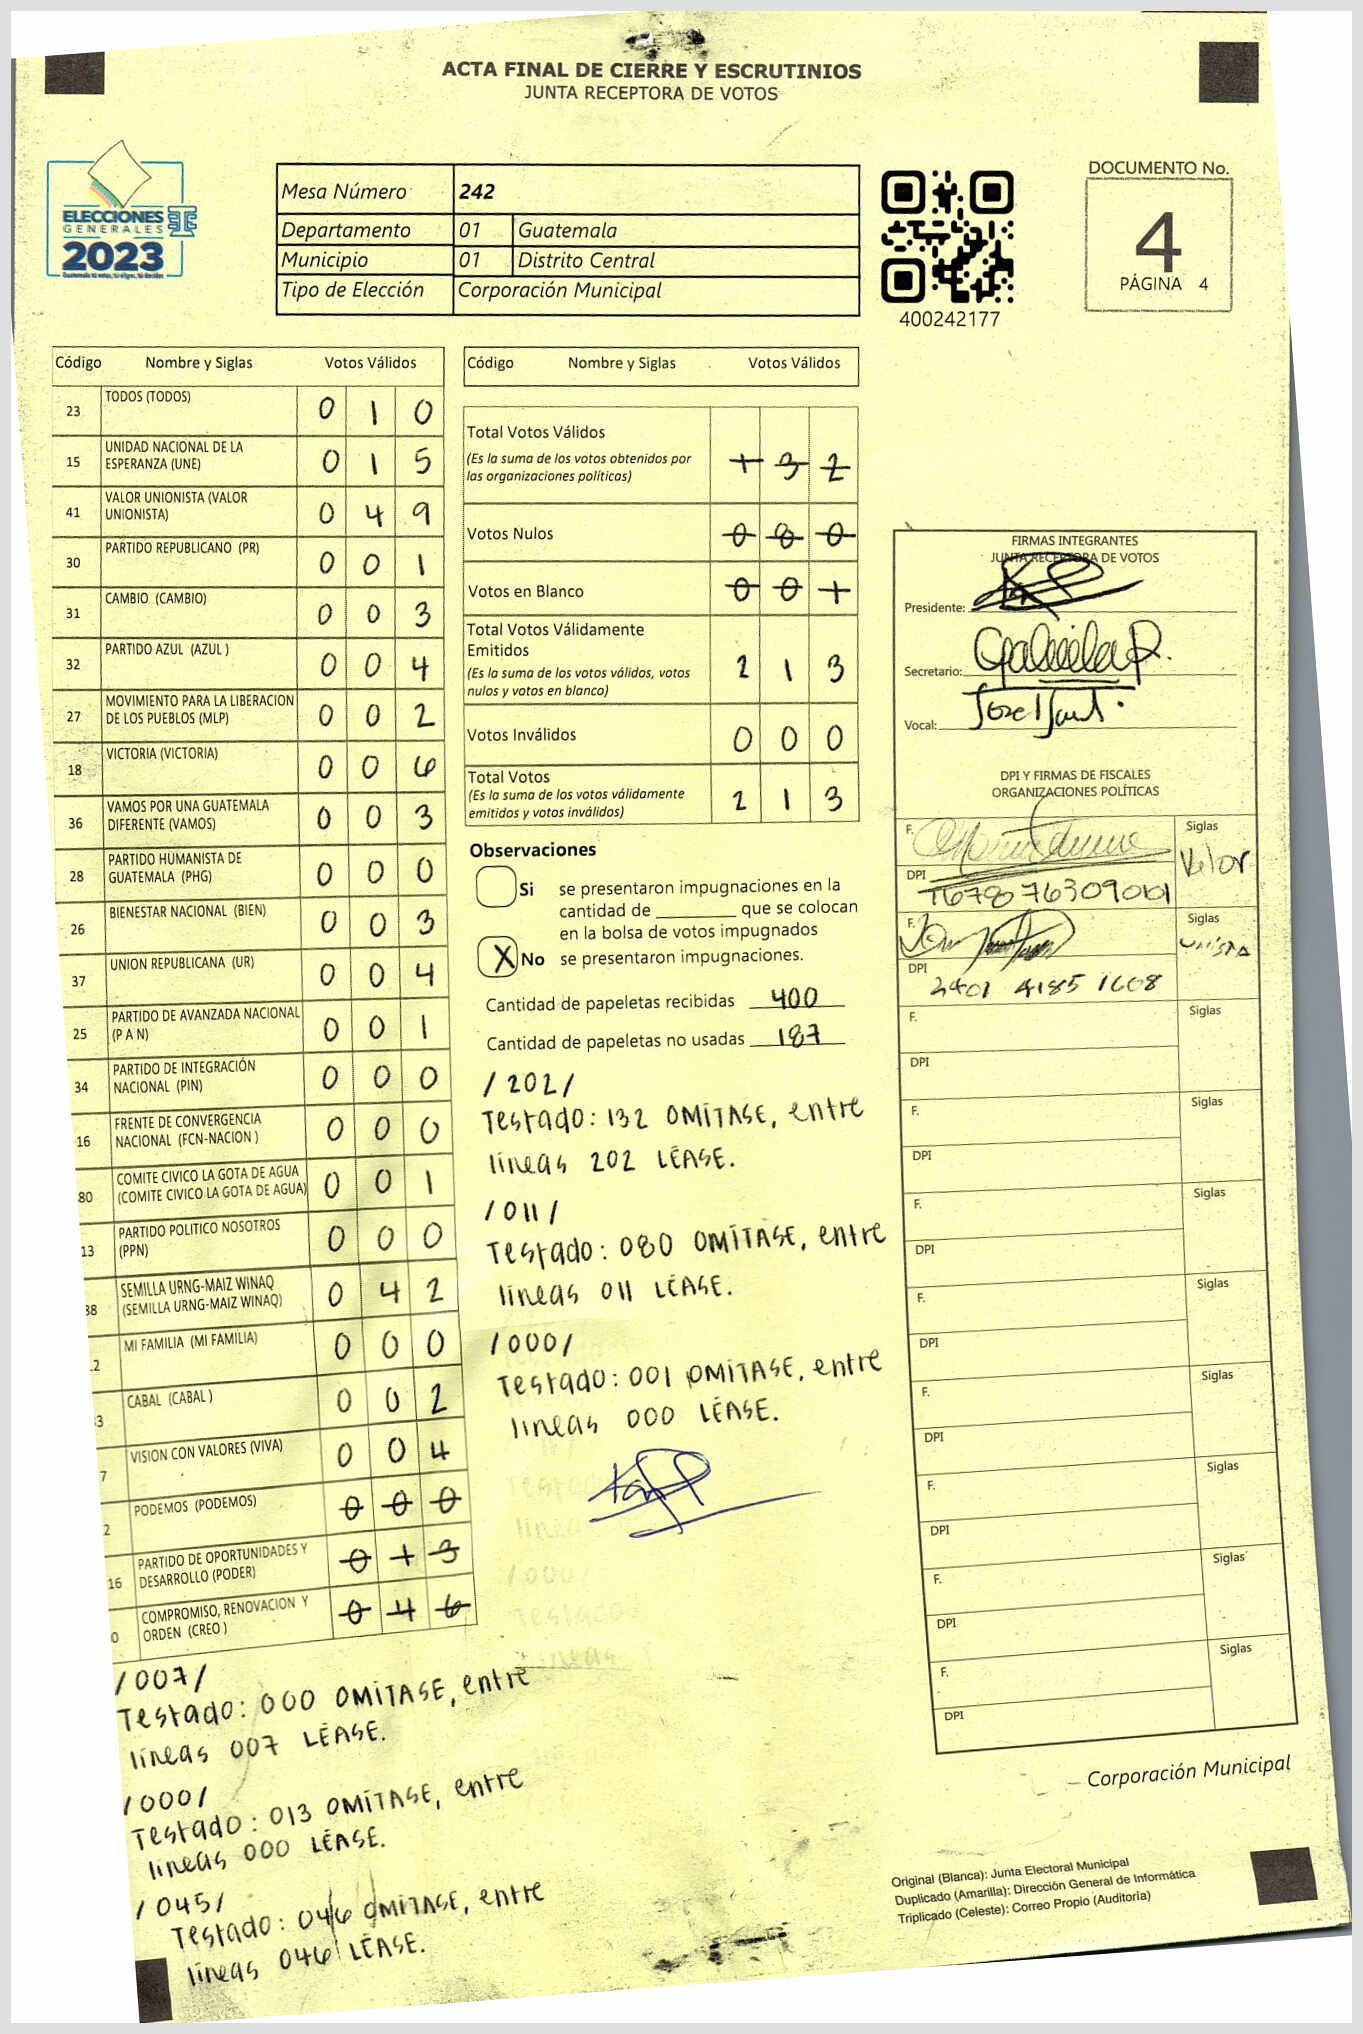 ACTA FINAL DE CIERRE Y ESCRUTINIOS
JUNTA RECEPTORA DE VOTOS
ELECCIONES
GENERALES
2023
Mesa Número 242
Departamento 01 Guatemala
Municipio 01 Distrito Central
Tipo de Elección Corporación Municipal
400242177
DOCUMENTO No.
4
PÁGINA 4
Código Nombre y Siglas Votos Válidos
23 TODOS (TODOS) 0 1 0
15 UNIDAD NACIONAL DE LA ESPERANZA (UNE) 0 1 5
41 VALOR UNIONISTA (VALOR UNIONISTA) 0 4 9
30 PARTIDO REPUBLICANO (PR) 0 0 1
31 CAMBIO (CAMBIO) 0 0 3
32 PARTIDO AZUL (AZUL ) 0 0 4
27 MOVIMIENTO PARA LA LIBERACION DE LOS PUEBLOS (MLP) 0 0 2
18 VICTORIA (VICTORIA) 0 0 6
36 VAMOS POR UNA GUATEMALA DIFERENTE (VAMOS) 0 0 3
28 PARTIDO HUMANISTA DE GUATEMALA (PHG) 0 0 0
26 BIENESTAR NACIONAL (BIEN) 0 0 3
37 UNION REPUBLICANA (UR) 0 0 4
25 PARTIDO DE AVANZADA NACIONAL (P A N) 0 0 1
34 PARTIDO DE INTEGRACIÓN NACIONAL (PIN) 0 0 0
16 FRENTE DE CONVERGENCIA NACIONAL (FCN-NACION ) 0 0 0
80 COMITE CIVICO LA GOTA DE AGUA (COMITE CIVICO LA GOTA DE AGUA) 0 0 1
13 PARTIDO POLITICO NOSOTROS (PPN) 0 0 0
38 SEMILLA URNG-MAIZ WINAQ (SEMILLA URNG-MAIZ WINAQ) 0 4 2
2 MI FAMILIA (MI FAMILIA) 0 0 0
3 CABAL (CABAL ) 0 0 2
7 VISION CON VALORES (VIVA) 0 0 4
2 PODEMOS (PODEMOS) 0 0 0
16 PARTIDO DE OPORTUNIDADES Y DESARROLLO (PODER) 0 1 3
0 COMPROMISO, RENOVACION Y ORDEN (CREO ) 0 4 6
/007/
Testado: 000 OMÍTASE, entre
líneas 007 LÉASE.
/000/
Testado: 013 OMÍTASE, entre
líneas 000 LÉASE.
/045/
Testado: 046 OMÍTASE, entre
líneas 046 LÉASE.
Código Nombre y Siglas Votos Válidos
Total Votos Válidos 1 3 2
(Es la suma de los votos obtenidos por
las organizaciones políticas)
Votos Nulos 0 8 0
Votos en Blanco 0 0 1
Total Votos Válidamente
Emitidos 2 1 3
(Es la suma de los votos válidos, votos
nulos y votos en blanco)
Votos Inválidos 0 0 0
Total Votos 2 1 3
(Es la suma de los votos válidamente
emitidos y votos inválidos)
Observaciones
Si se presentaron impugnaciones en la
cantidad de ________ que se colocan
en la bolsa de votos impugnados
X No se presentaron impugnaciones.
Cantidad de papeletas recibidas 400
Cantidad de papeletas no usadas 187
/202/
Testado: 132 OMÍTASE, entre
líneas 202 LÉASE.
/011/
Testado: 080 OMÍTASE, entre
líneas 011 LÉASE.
/000/
Testado: 001 OMÍTASE, entre
líneas 000 LÉASE.
FIRMAS INTEGRANTES
JUNTA RECEPTORA DE VOTOS
Presidente:
Secretario:
Vocal:
DPI Y FIRMAS DE FISCALES
ORGANIZACIONES POLÍTICAS
F. Siglas
Valor
DPI 1678763090101
F. Siglas
DPI 2401 4185 1608
F. Siglas
DPI
F. Siglas
DPI
F. Siglas
DPI
F. Siglas
DPI
F. Siglas
DPI
F. Siglas
DPI
F. Siglas
DPI
F. Siglas
DPI
Corporación Municipal
Original (Blanca): Junta Electoral Municipal
Duplicado (Amarilla): Dirección General de Informática
Triplicado (Celeste): Correo Propio (Auditoría)